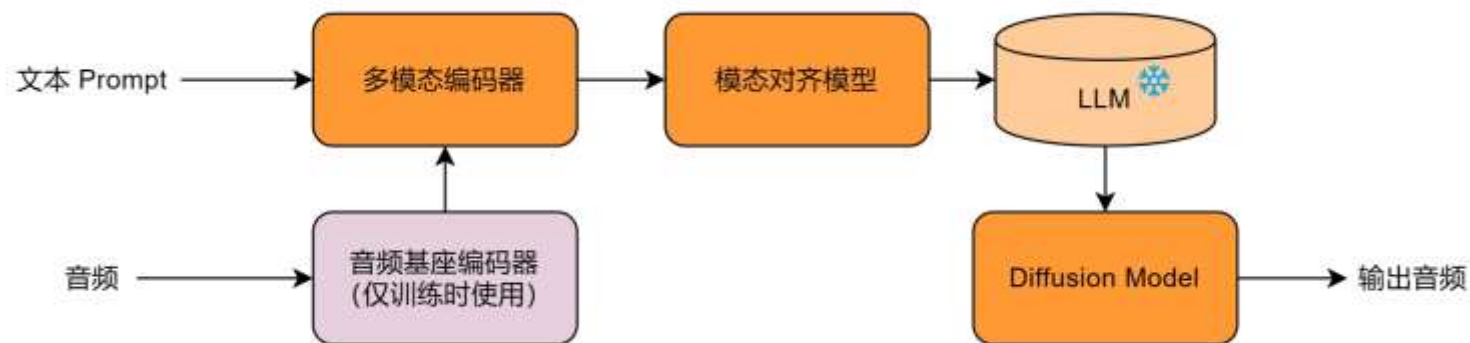 文本 Prompt
多模态编码器
模态对齐模型
LLM
音频
音频基座编码器
（仅训练时使用）
Diffusion Model
输出音频